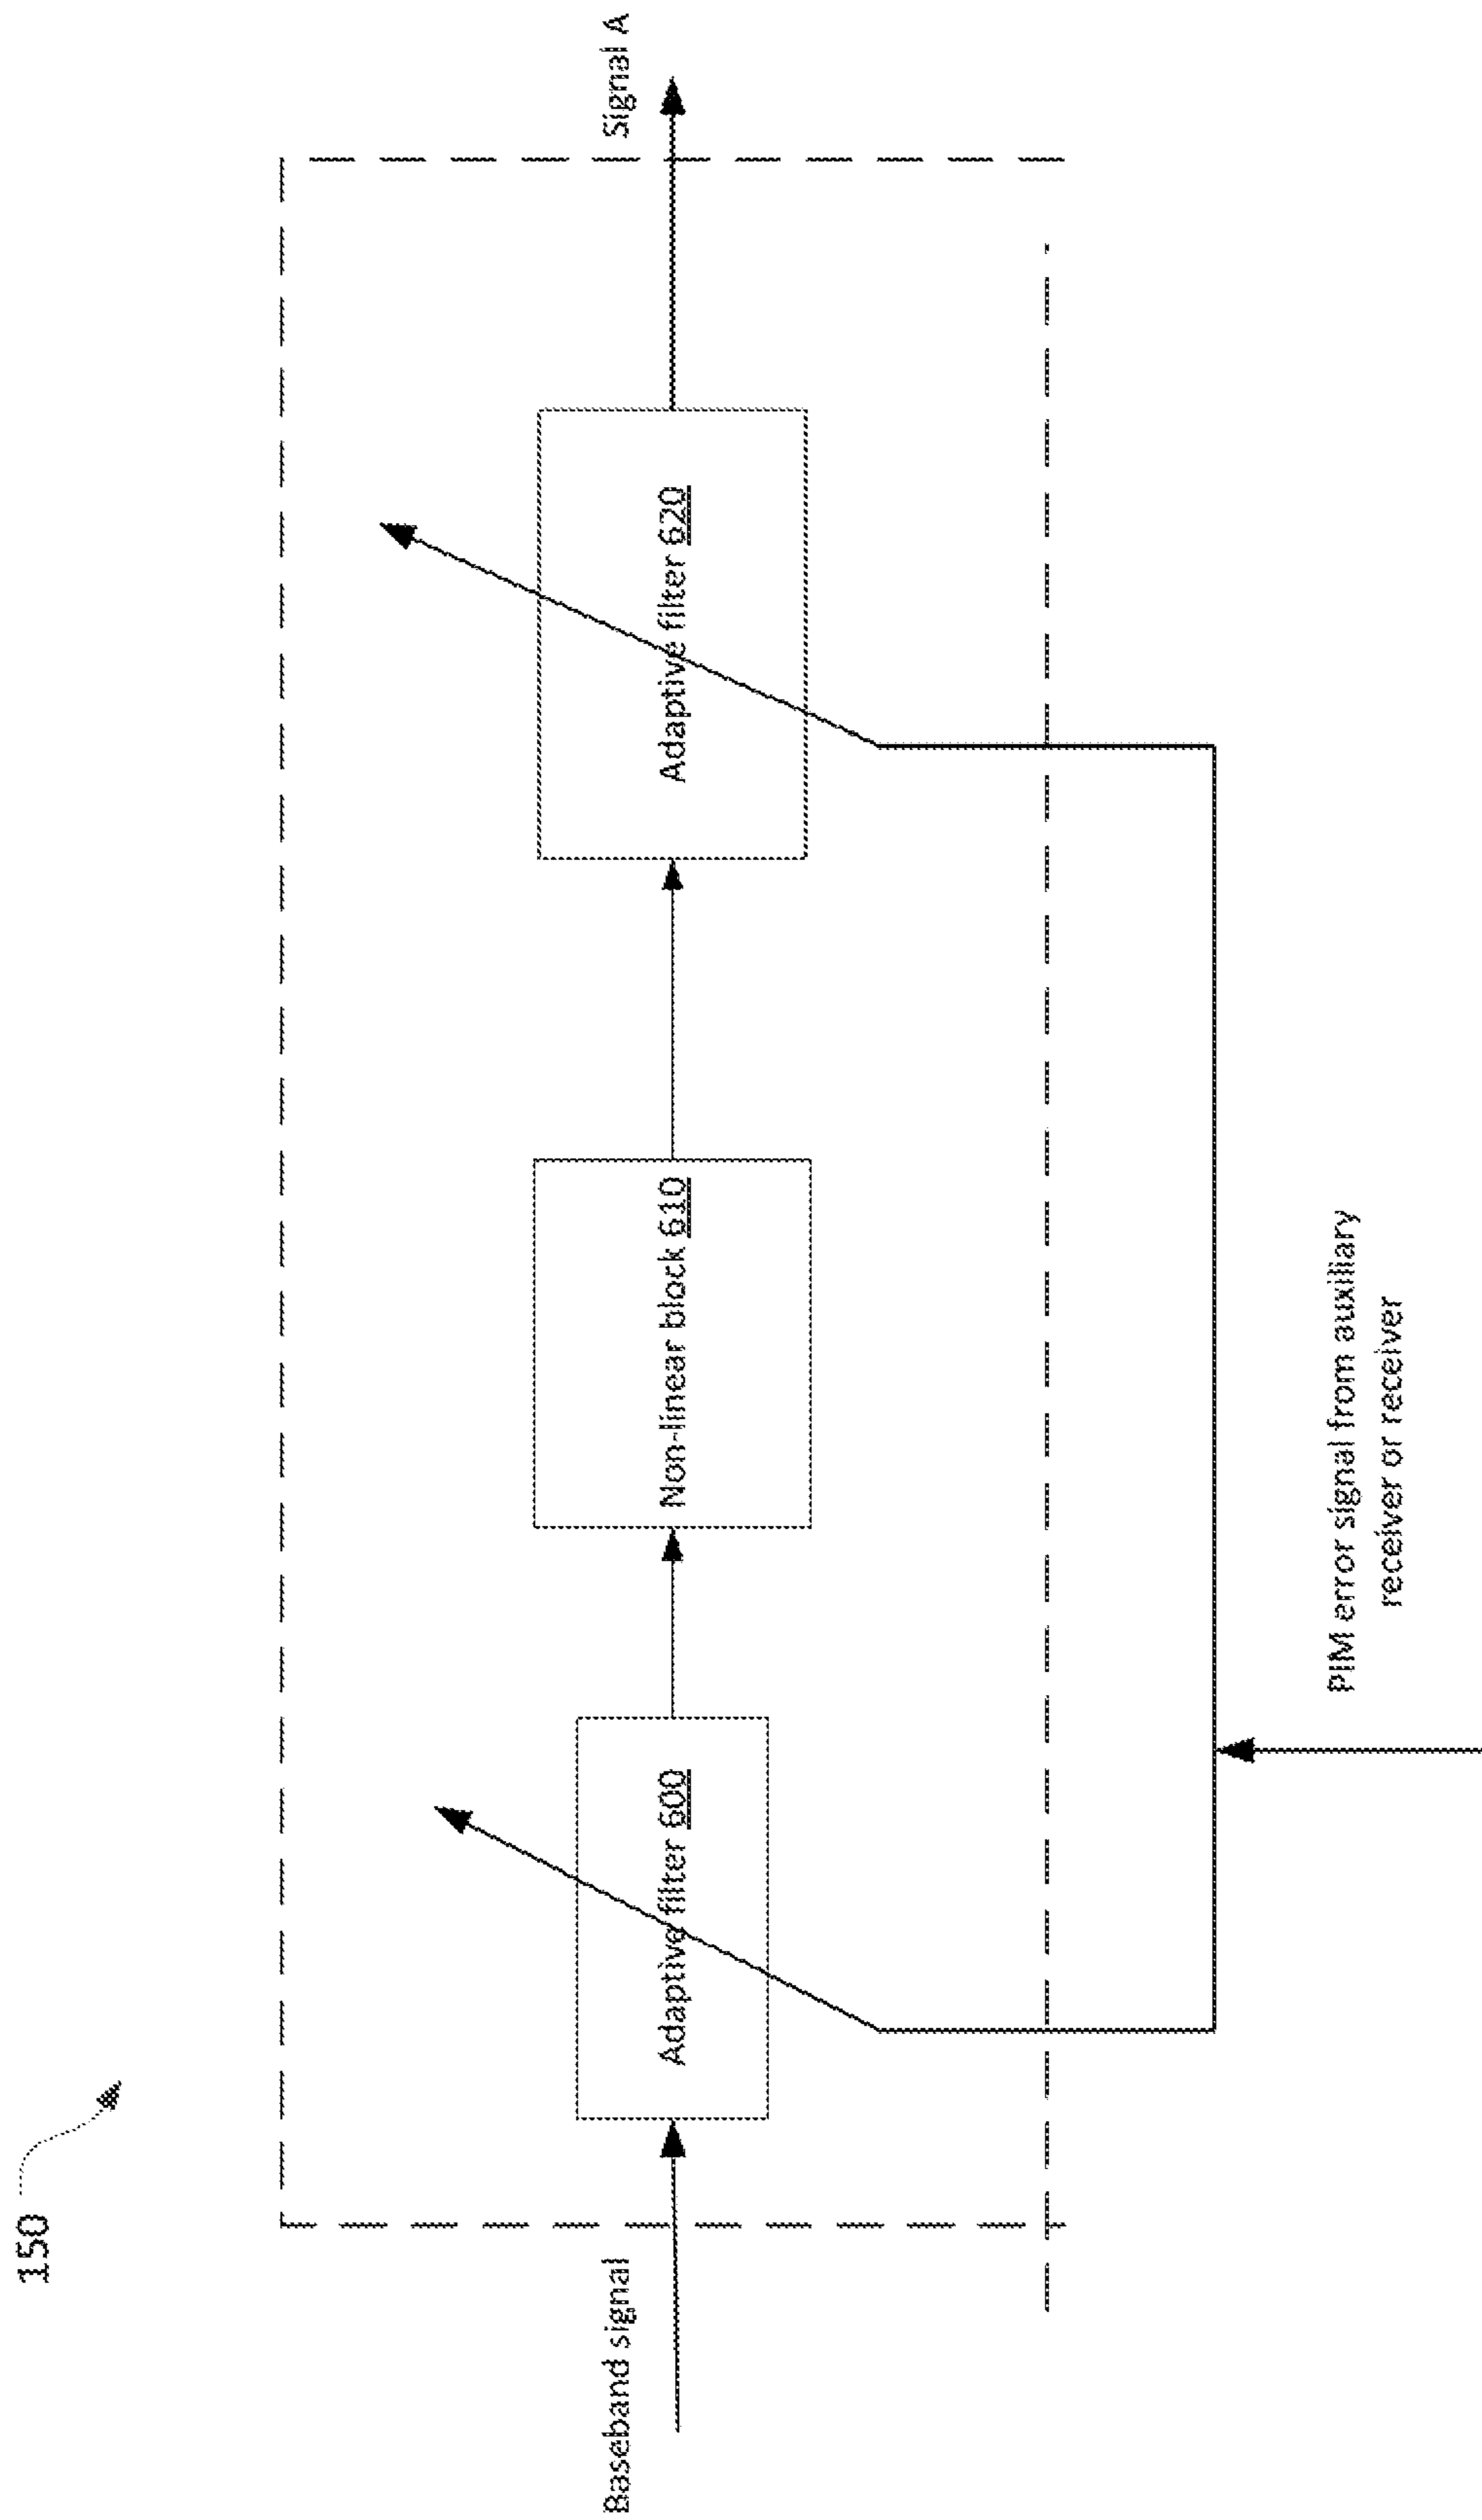 150
Baseband signal
Adaptive filter 600
Non-linear block 610
Adaptive filter 620
Signal A
PIM error signal from auxiliary
receiver or receiver